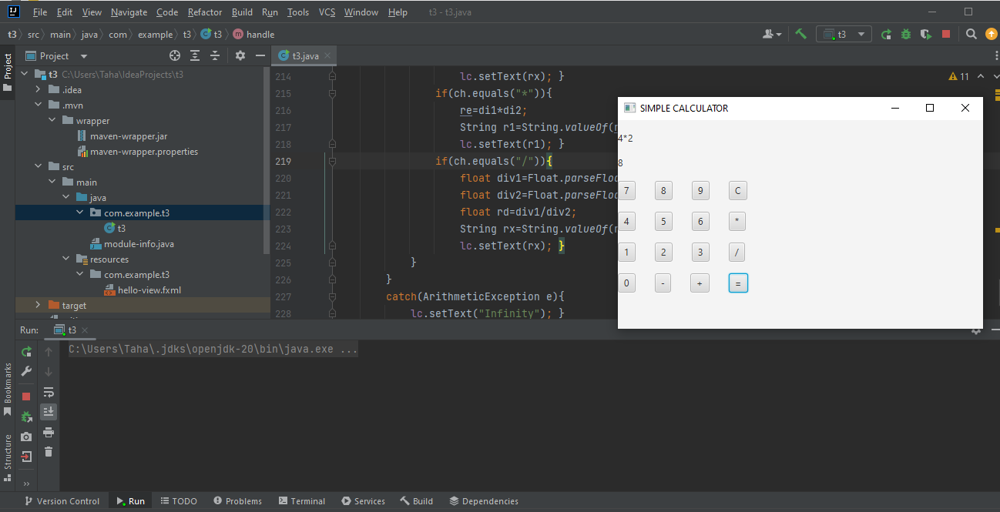 IJ File Edit View Navigate Code Refactor Build Run Tools VCS Window Help t3 - t3.java
t3 src main java com example t3 t3 m handle t3
Project t3.java
Project
t3 C:\Users\Taha\IdeaProjects\t3
.idea
.mvn
wrapper
maven-wrapper.jar
maven-wrapper.properties
src
main
java
com.example.t3
t3
module-info.java
resources
com.example.t3
hello-view.fxml
target
11
214 lc.setText(rx); }
215 if(ch.equals("*")){
216 re=di1*di2;
217 String r1=String.valueOf(
218 lc.setText(r1); }
219 if(ch.equals("/")){
220 float div1=Float.parseFloa
221 float div2=Float.parseFloa
222 float rd=div1/div2;
223 String rx=String.valueOf(
224 lc.setText(rx); }
225 }
226 }
227 catch(ArithmeticException e){
228 lc.setText("Infinity"); }
SIMPLE CALCULATOR
4*2
8
7 8 9 C
4 5 6 *
1 2 3 /
0 - + =
Run: t3
C:\Users\Taha\.jdks\openjdk-20\bin\java.exe ...
Bookmarks
Structure
Version Control Run TODO Problems Terminal Services Build Dependencies